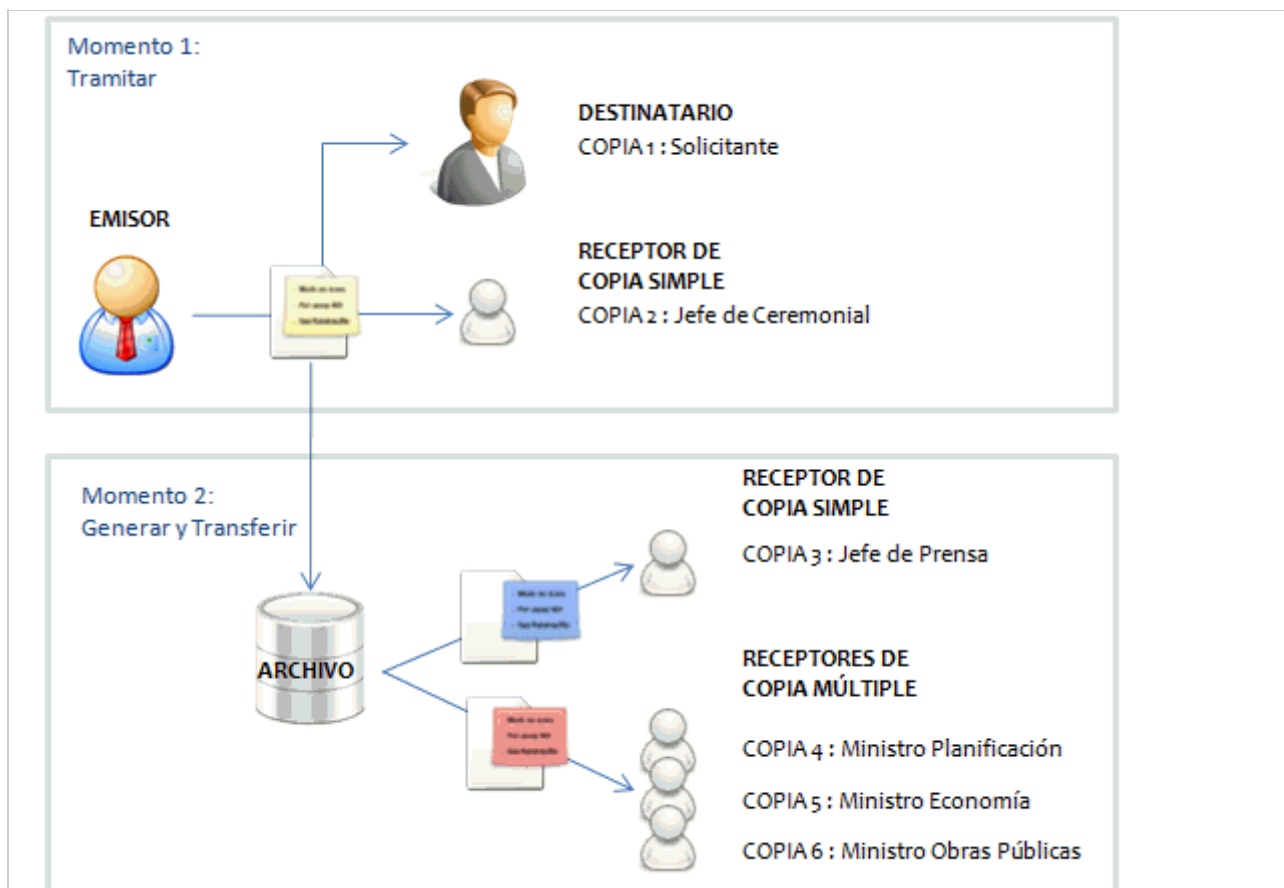 Momento 1:
Tramitar
DESTINATARIO
COPIA 1 : Solicitante
EMISOR
RECEPTOR DE
COPIA SIMPLE
COPIA 2 : Jefe de Ceremonial
Momento 2:
Generar y Transferir
RECEPTOR DE
COPIA SIMPLE
COPIA 3 : Jefe de Prensa
ARCHIVO
RECEPTORES DE
COPIA MÚLTIPLE
COPIA 4 : Ministro Planificación
COPIA 5 : Ministro Economía
COPIA 6 : Ministro Obras Públicas